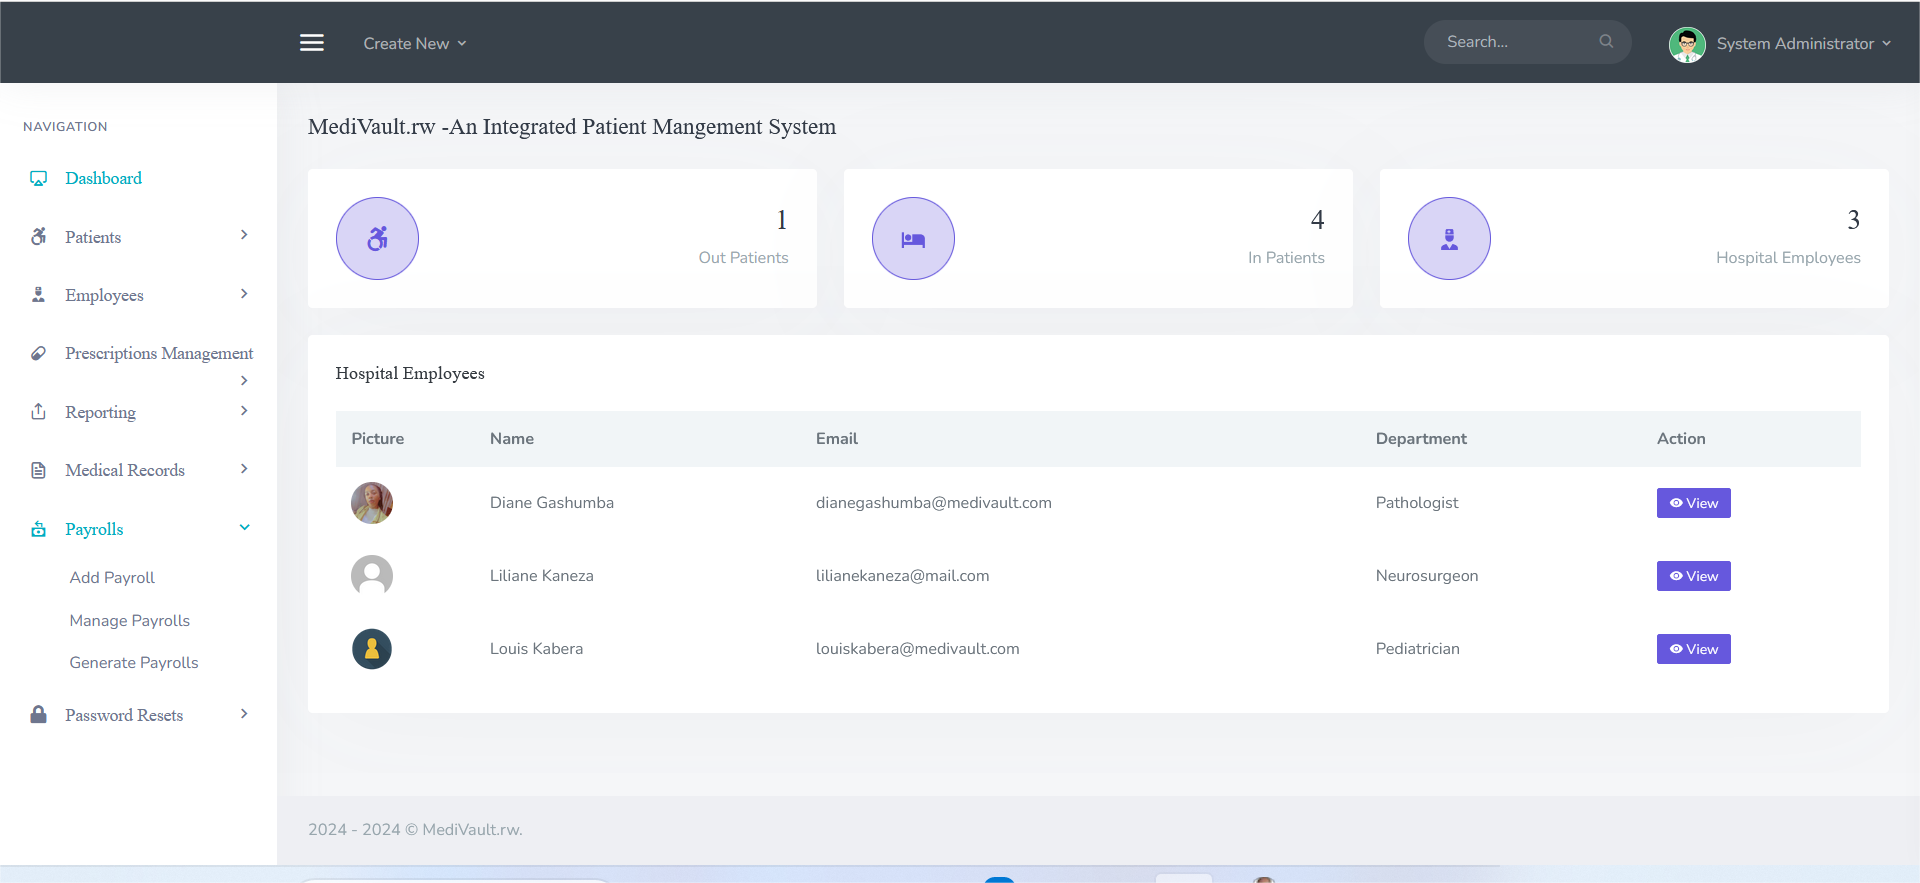 Create New
Search...
System Administrator
NAVIGATION
Dashboard
Patients
Employees
Prescriptions Management
Reporting
Medical Records
Payrolls
Add Payroll
Manage Payrolls
Generate Payrolls
Password Resets
MediVault.rw -An Integrated Patient Mangement System
1
Out Patients
4
In Patients
3
Hospital Employees
Hospital Employees
Picture Name Email Department Action
Diane Gashumba dianegashumba@medivault.com Pathologist View
Liliane Kaneza lilianekaneza@mail.com Neurosurgeon View
Louis Kabera louiskabera@medivault.com Pediatrician View
2024 - 2024 © MediVault.rw.